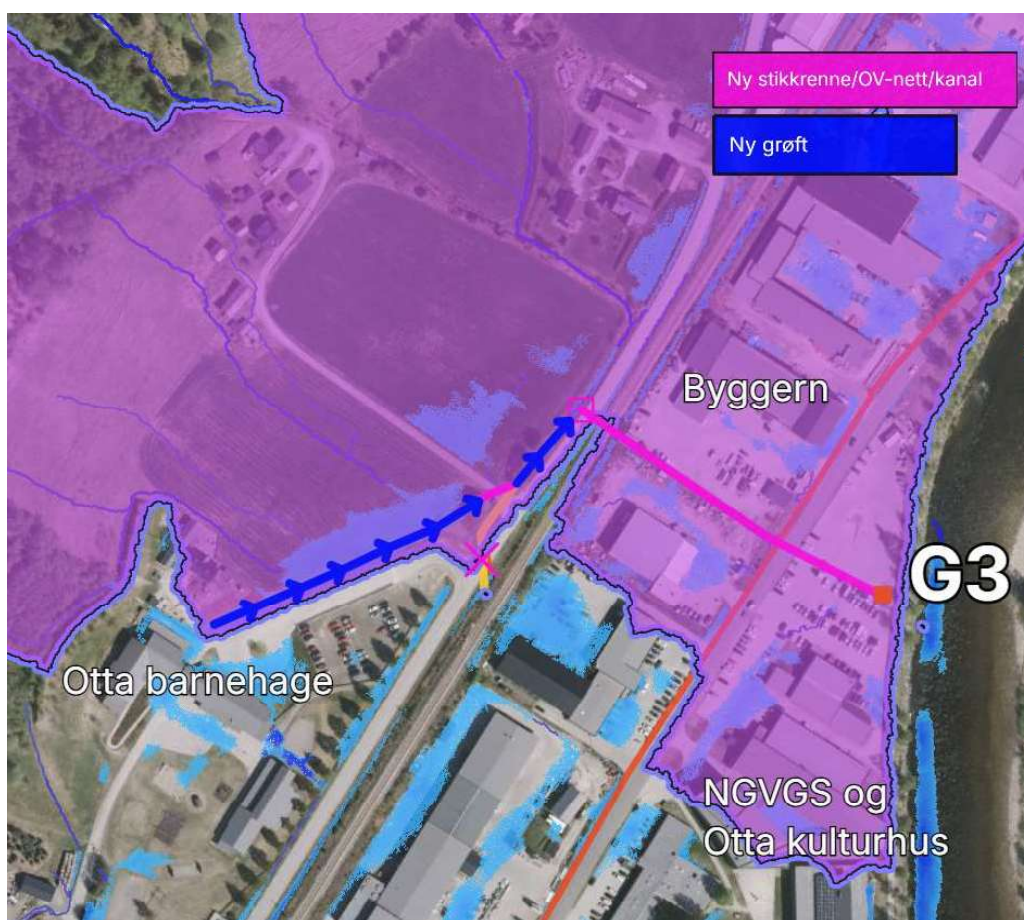 Ny stikkrenne/OV-nett/kanal
Ny grøft
Byggern
G3
Otta barnehage
NGVGS og
Otta kulturhus